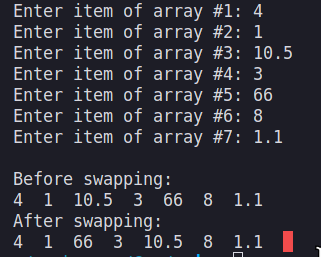 Enter item of array #1: 4
Enter item of array #2: 1
Enter item of array #3: 10.5
Enter item of array #4: 3
Enter item of array #5: 66
Enter item of array #6: 8
Enter item of array #7: 1.1
Before swapping:
4  1  10.5  3  66  8  1.1
After swapping:
4  1  66  3  10.5  8  1.1